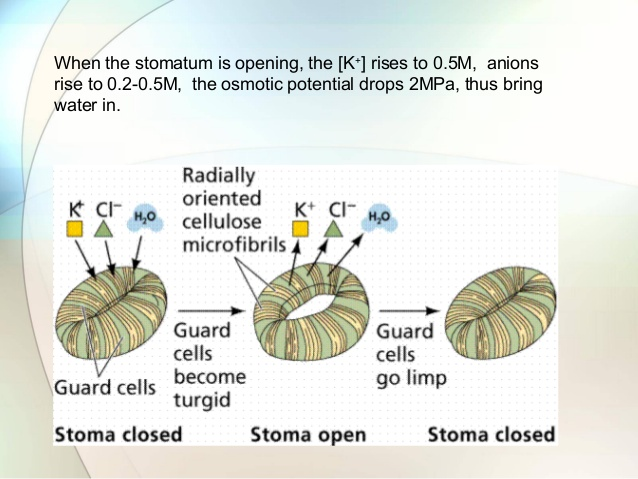 When the stomatum is opening, the [K⁺] rises to 0.5M, anions
rise to 0.2-0.5M, the osmotic potential drops 2MPa, thus bring
water in.
Radially
oriented
cellulose
microfibrils
K⁺ Cl⁻ H₂O
K⁺ Cl⁻ H₂O
Guard cells
Guard
cells
become
turgid
Guard
cells
go limp
Stoma closed
Stoma open
Stoma closed